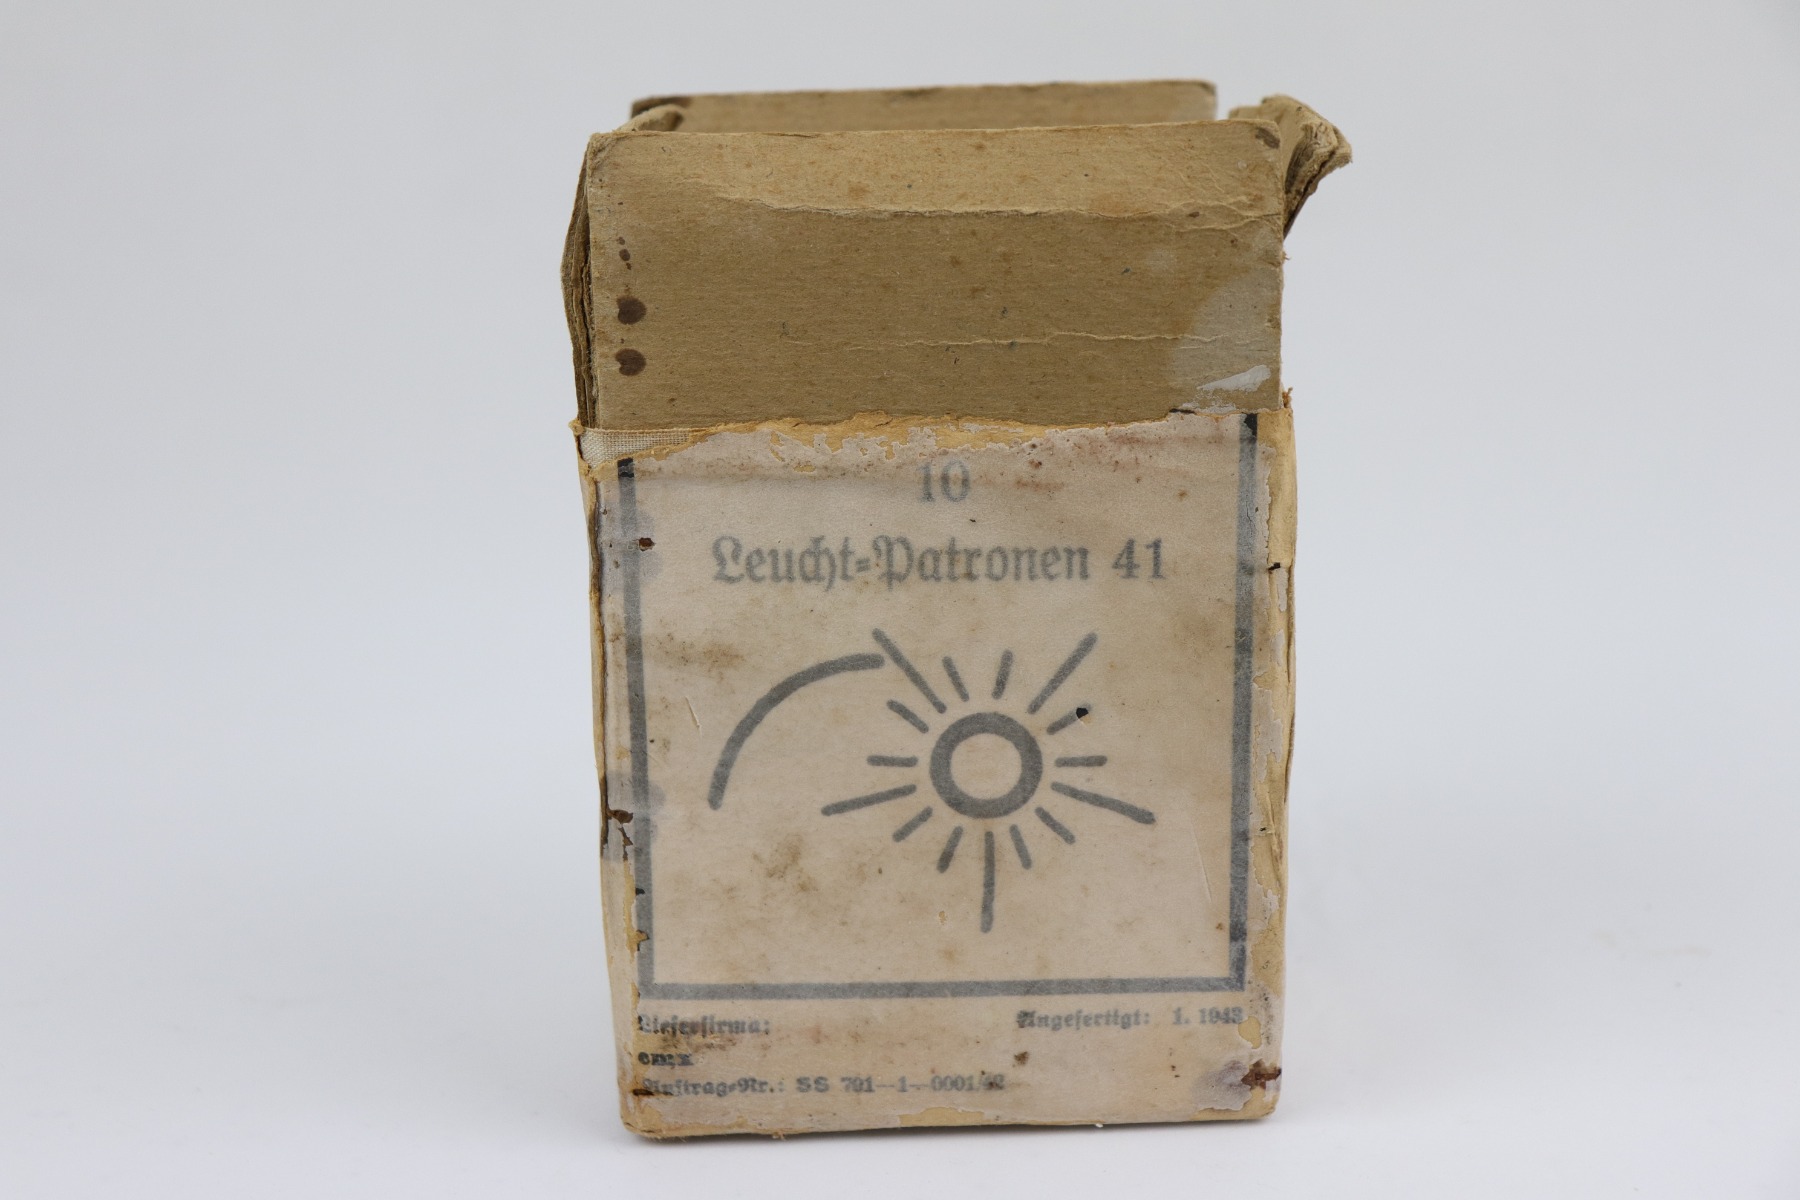 10
Leucht-Patronen 41
Lieferfirma: Angefertigt: 1. 1943
Auftrag-Nr.: SS 701-1-0001/42